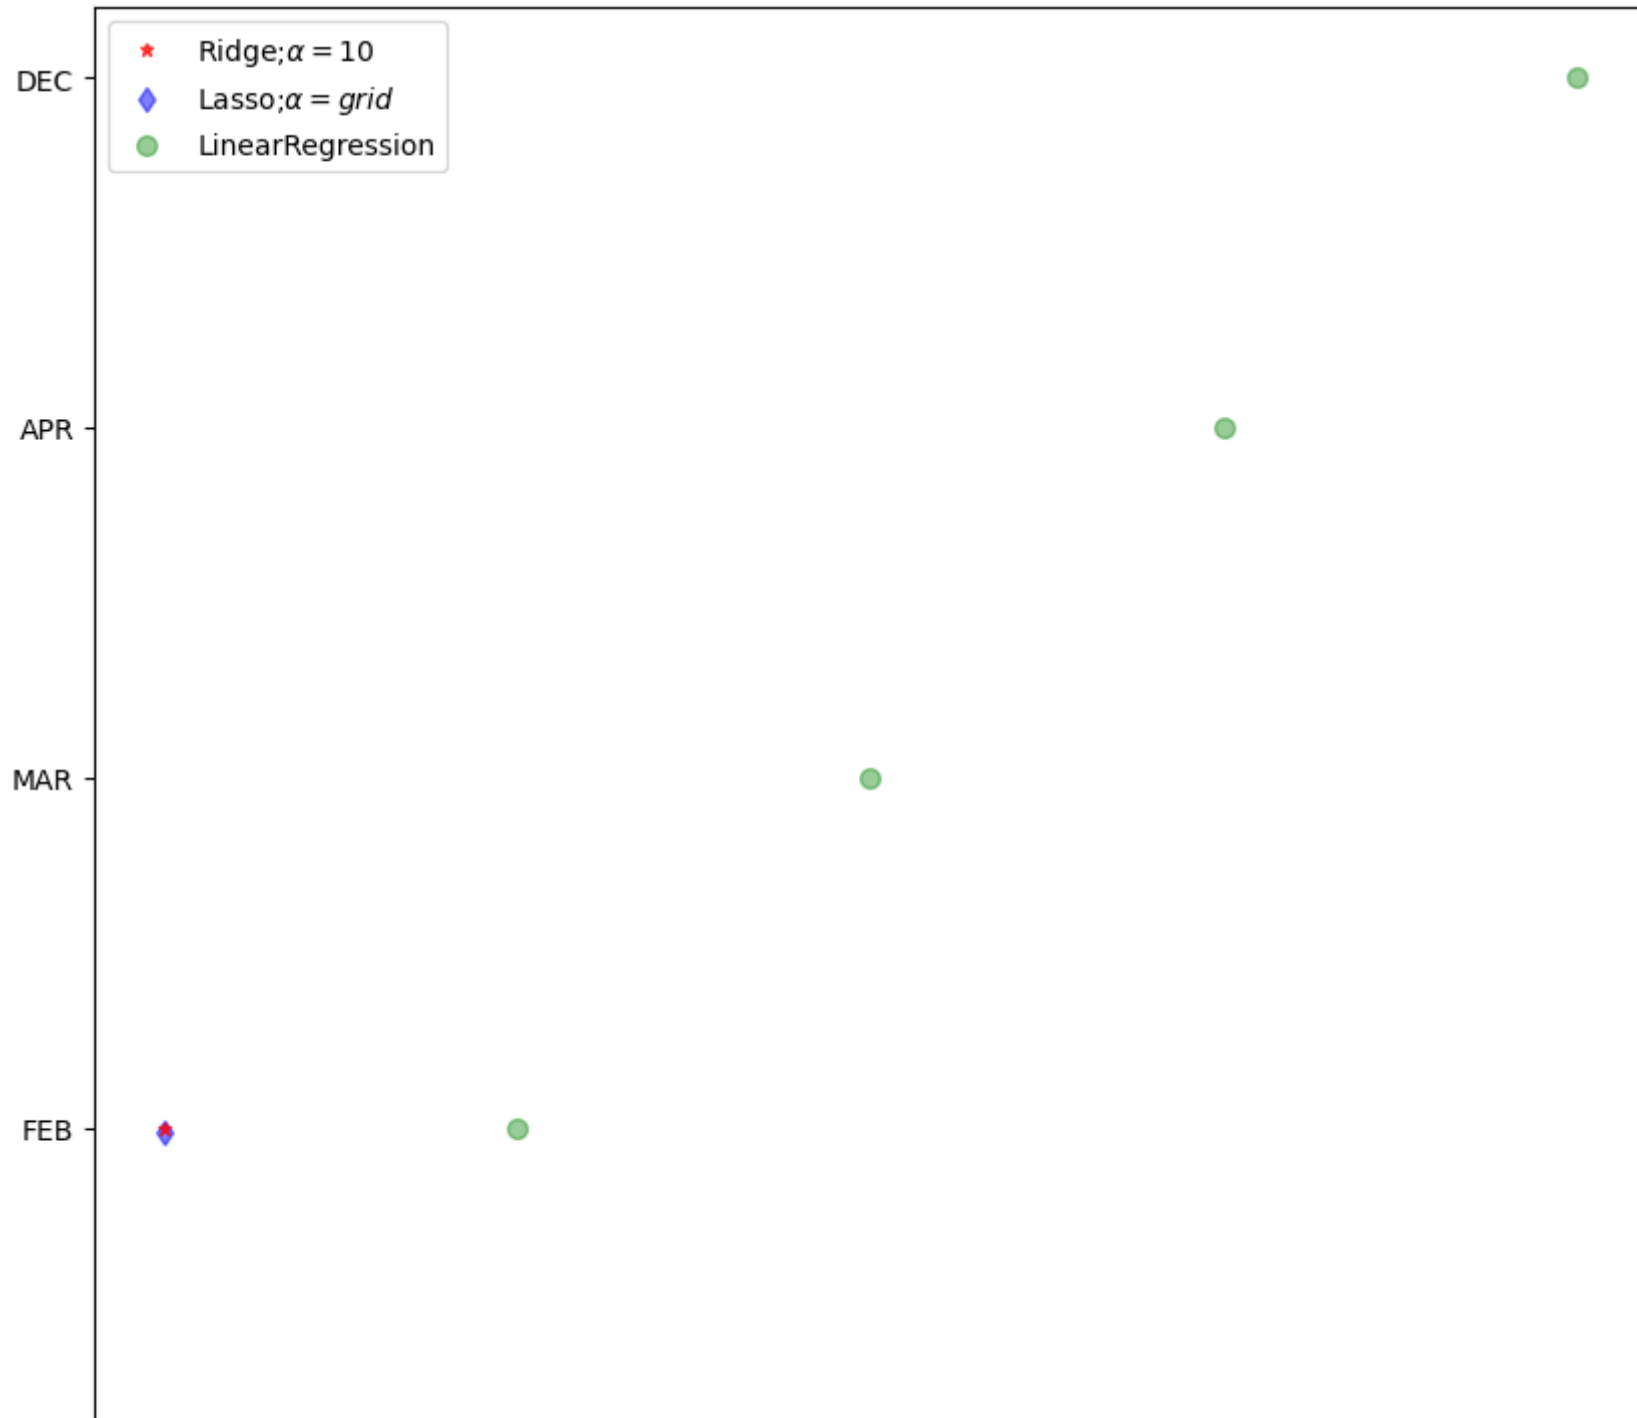 Ridge;α = 10
Lasso;α = grid
LinearRegression
DEC
APR
MAR
FEB